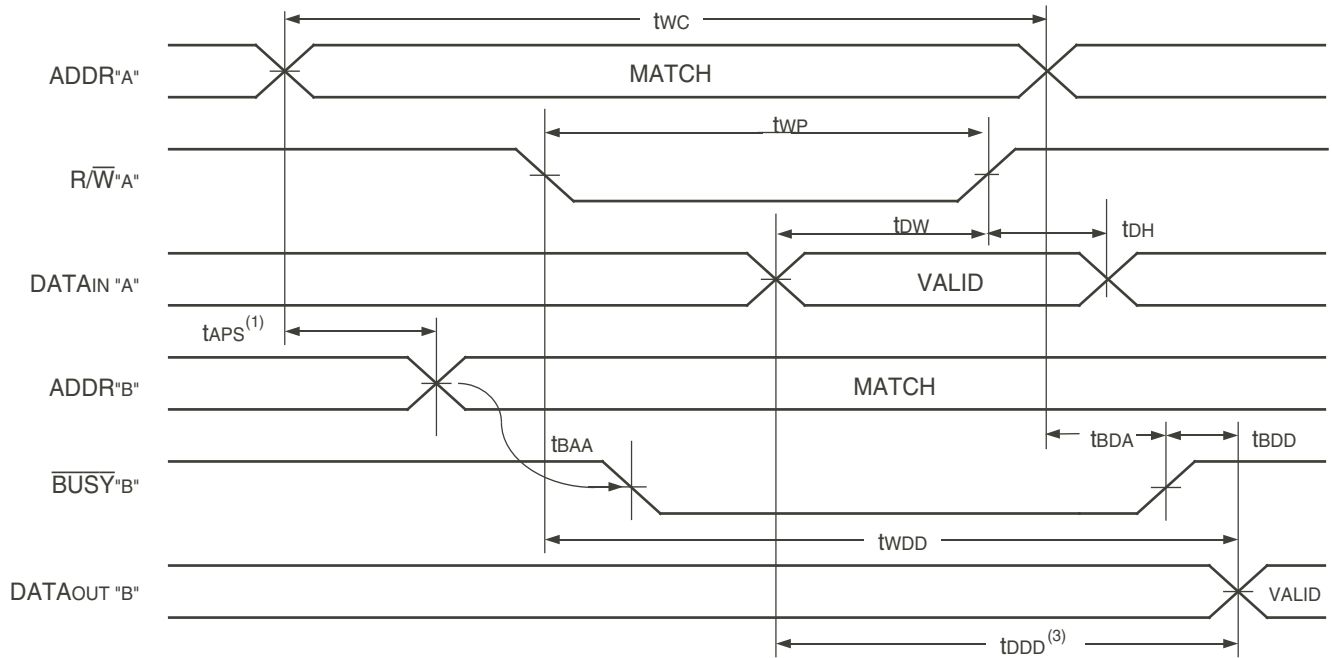 tWC
ADDR"A"
MATCH
tWP
R/W̅"A"
tDW
tDH
DATAIN "A"
VALID
tAPS(1)
ADDR"B"
MATCH
tBAA
tBDA
tBDD
B̅U̅S̅Y̅"B"
tWDD
DATAOUT "B"
VALID
tDDD(3)